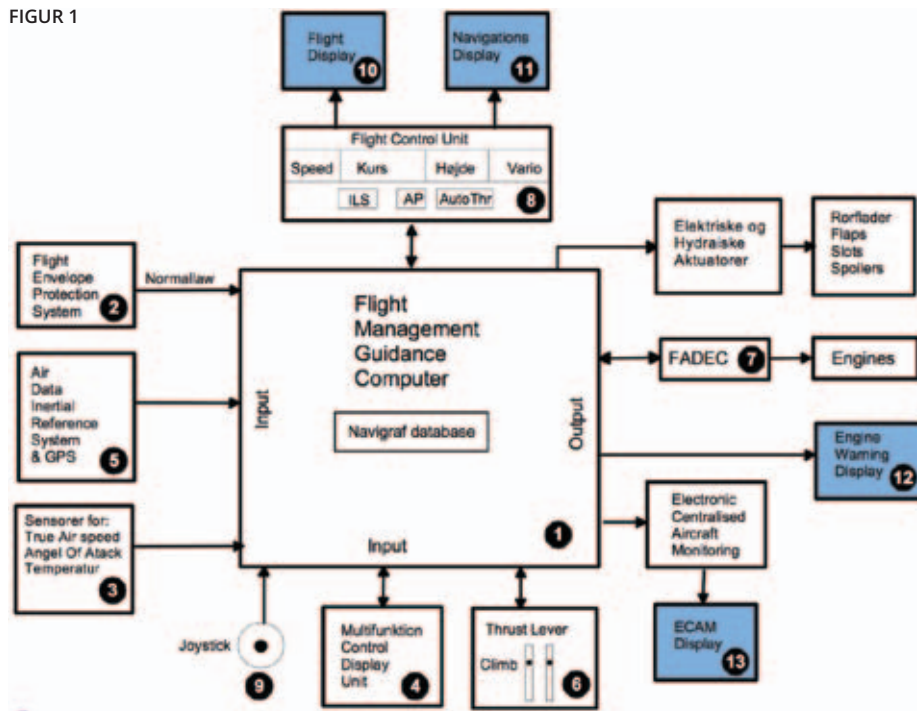 FIGUR 1
Flight
Display
10
Navigations
Display
11
Flight Control Unit
Speed Kurs Højde Vario
ILS AP AutoThr
8
Flight
Envelope
Protection
System
2
Normallaw
Elektriske og
Hydraiske
Aktuatorer
Rorflader
Flaps
Slots
Spoilers
Flight
Management
Guidance
Computer
Navigraf database
Input
Output
Input
1
Air
Data
Inertial
Reference
System
& GPS
5
FADEC 7
Engines
Engine
Warning
Display
12
Sensorer for:
True Air speed
Angel Of Atack
Temperatur
3
Electronic
Centralised
Aircraft
Monitoring
ECAM
Display
13
Joystick
9
Multifunktion
Control
Display
Unit
4
Thrust Lever
Climb
6